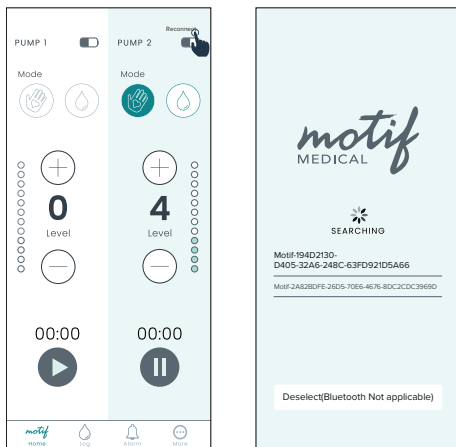 Reconnect
PUMP 1
PUMP 2
Mode
Mode
0
4
Level
Level
00:00
00:00
motif
Home
Log
Alarm
More
motif
MEDICAL
SEARCHING
Motif-194D2130-
D405-32A6-248C-63FD921D5A66
Motif-2A82BDFE-26D5-70E6-4676-8DC2CDC3969D
Deselect(Bluetooth Not applicable)